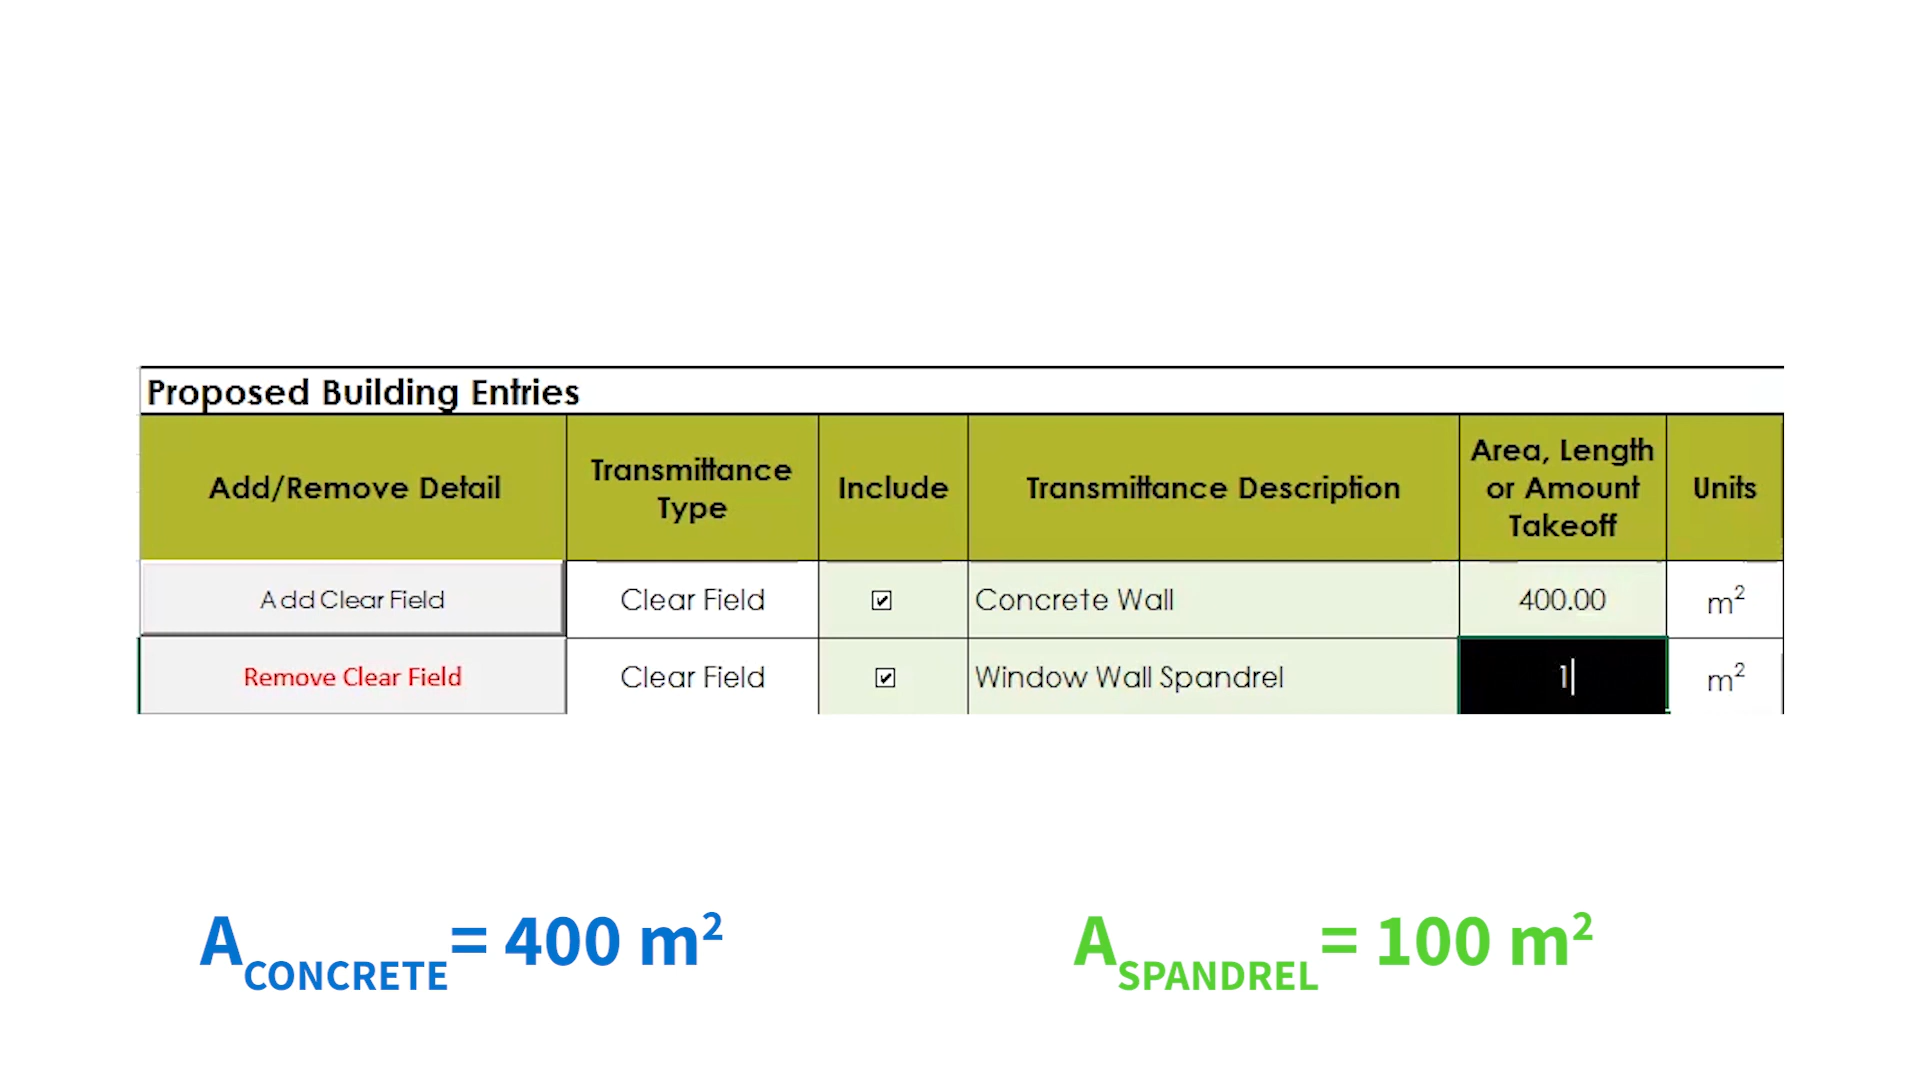 Proposed Building Entries
Add/Remove Detail
Transmittance
Type
Include
Transmittance Description
Area, Length
or Amount
Takeoff
Units
Add Clear Field
Clear Field
Concrete Wall
400.00
m²
Remove Clear Field
Clear Field
Window Wall Spandrel
1
m²
A CONCRETE = 400 m²
A SPANDREL = 100 m²